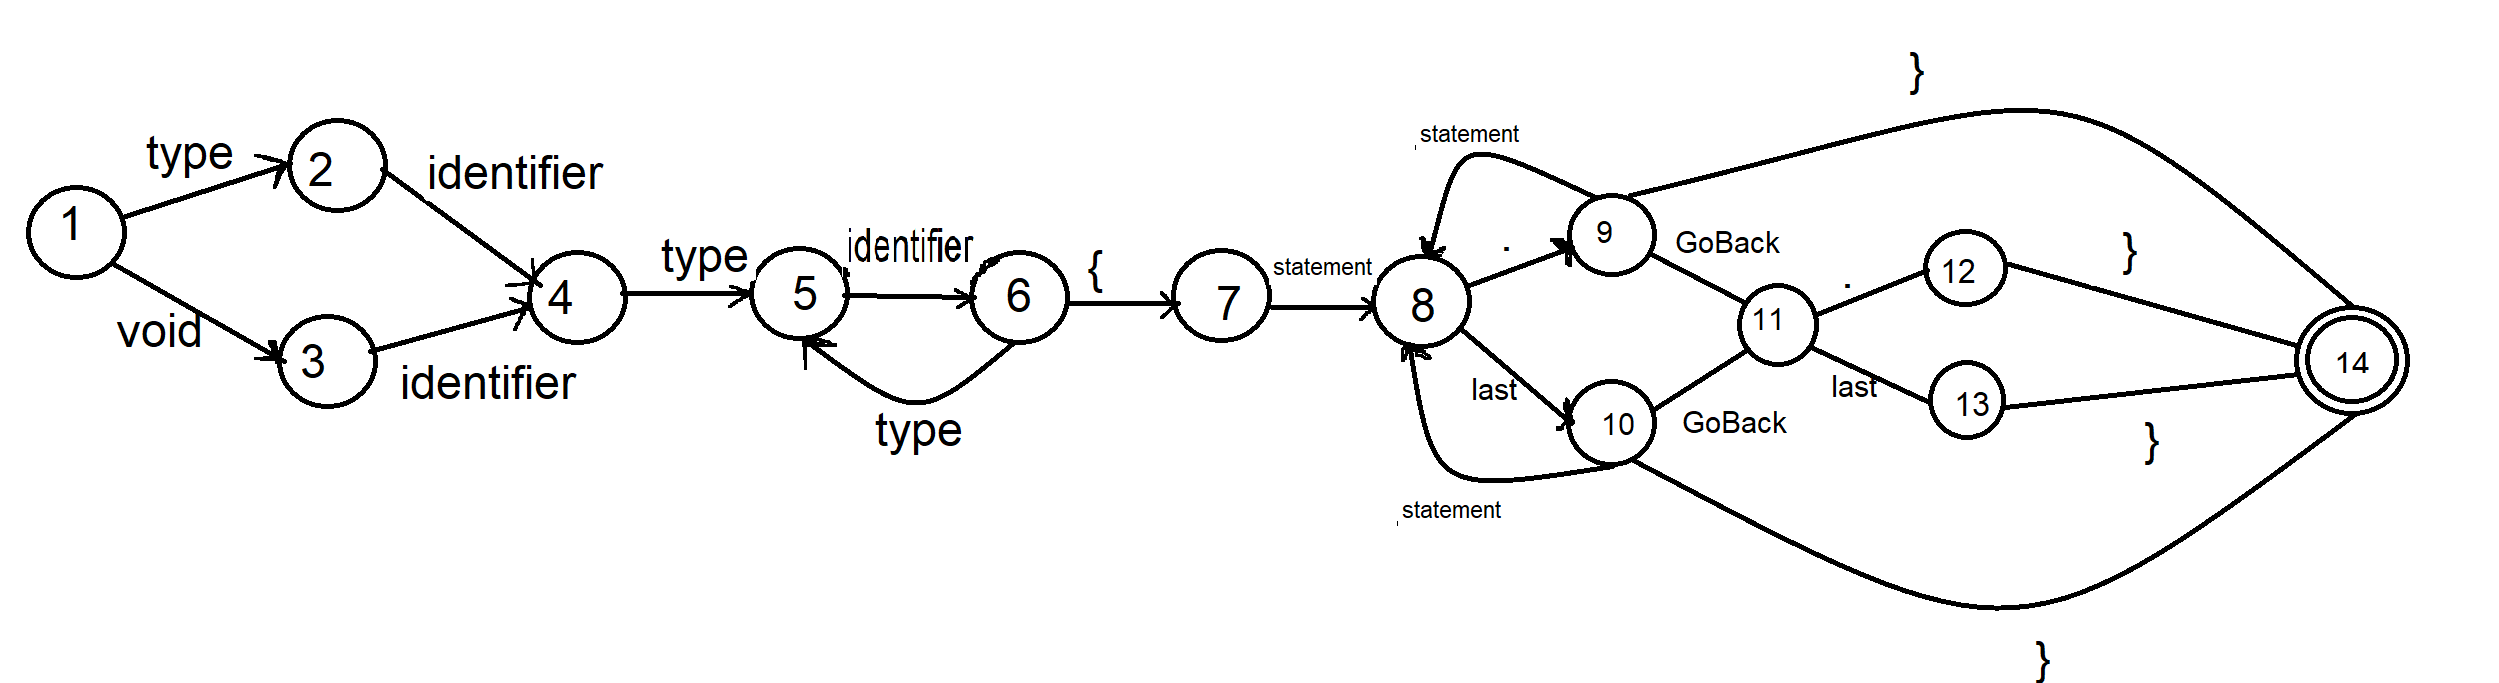 }
statement
type
2
identifier
1
9
GoBack
.
}
identifier
type
{
statement
12
.
5
6
7
8
4
11
void
3
14
identifier
last
last
13
type
10
GoBack
}
statement
}